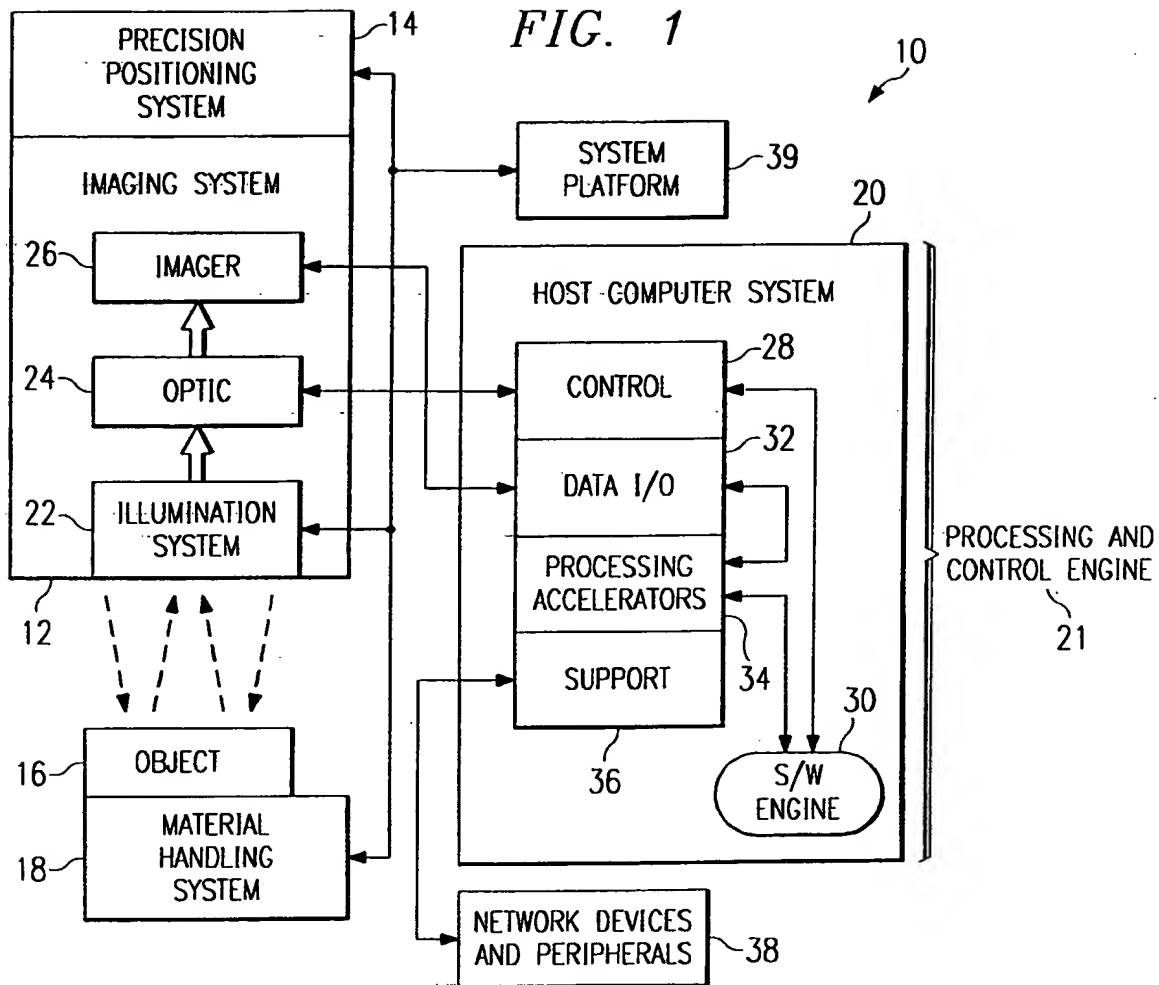 FIG. 1
10
PRECISION
POSITIONING
SYSTEM
14
IMAGING SYSTEM
26
IMAGER
24
OPTIC
22
ILLUMINATION
SYSTEM
12
16
OBJECT
18
MATERIAL
HANDLING
SYSTEM
SYSTEM
PLATFORM
39
20
HOST COMPUTER SYSTEM
28
CONTROL
32
DATA I/O
PROCESSING
ACCELERATORS
34
SUPPORT
36
30
S/W
ENGINE
PROCESSING AND
CONTROL ENGINE
21
NETWORK DEVICES
AND PERIPHERALS
38